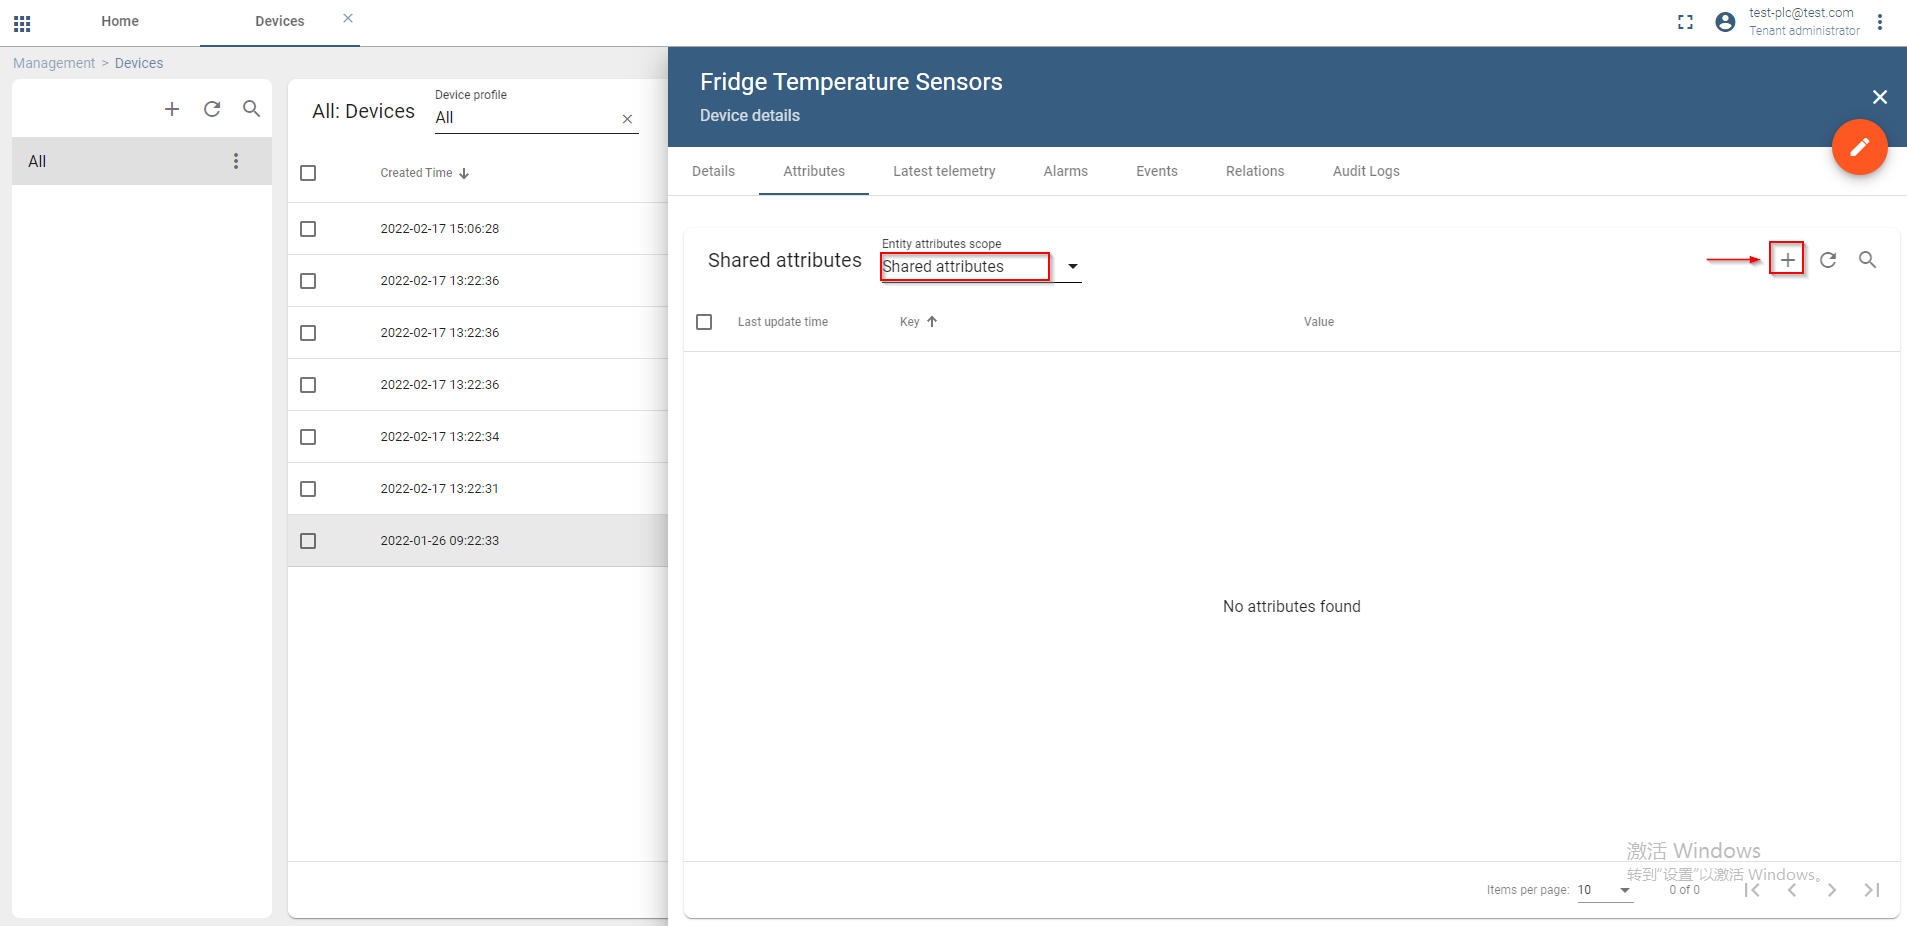 Home
Devices
test-plc@test.com
Tenant administrator
Management > Devices
All
All: Devices
Device profile
All
Created Time
2022-02-17 15:06:28
2022-02-17 13:22:36
2022-02-17 13:22:36
2022-02-17 13:22:36
2022-02-17 13:22:34
2022-02-17 13:22:31
2022-01-26 09:22:33
Fridge Temperature Sensors
Device details
Details Attributes Latest telemetry Alarms Events Relations Audit Logs
Shared attributes
Entity attributes scope
Shared attributes
Last update time Key Value
No attributes found
激活 Windows
转到"设置"以激活 Windows。
Items per page: 10 0 of 0